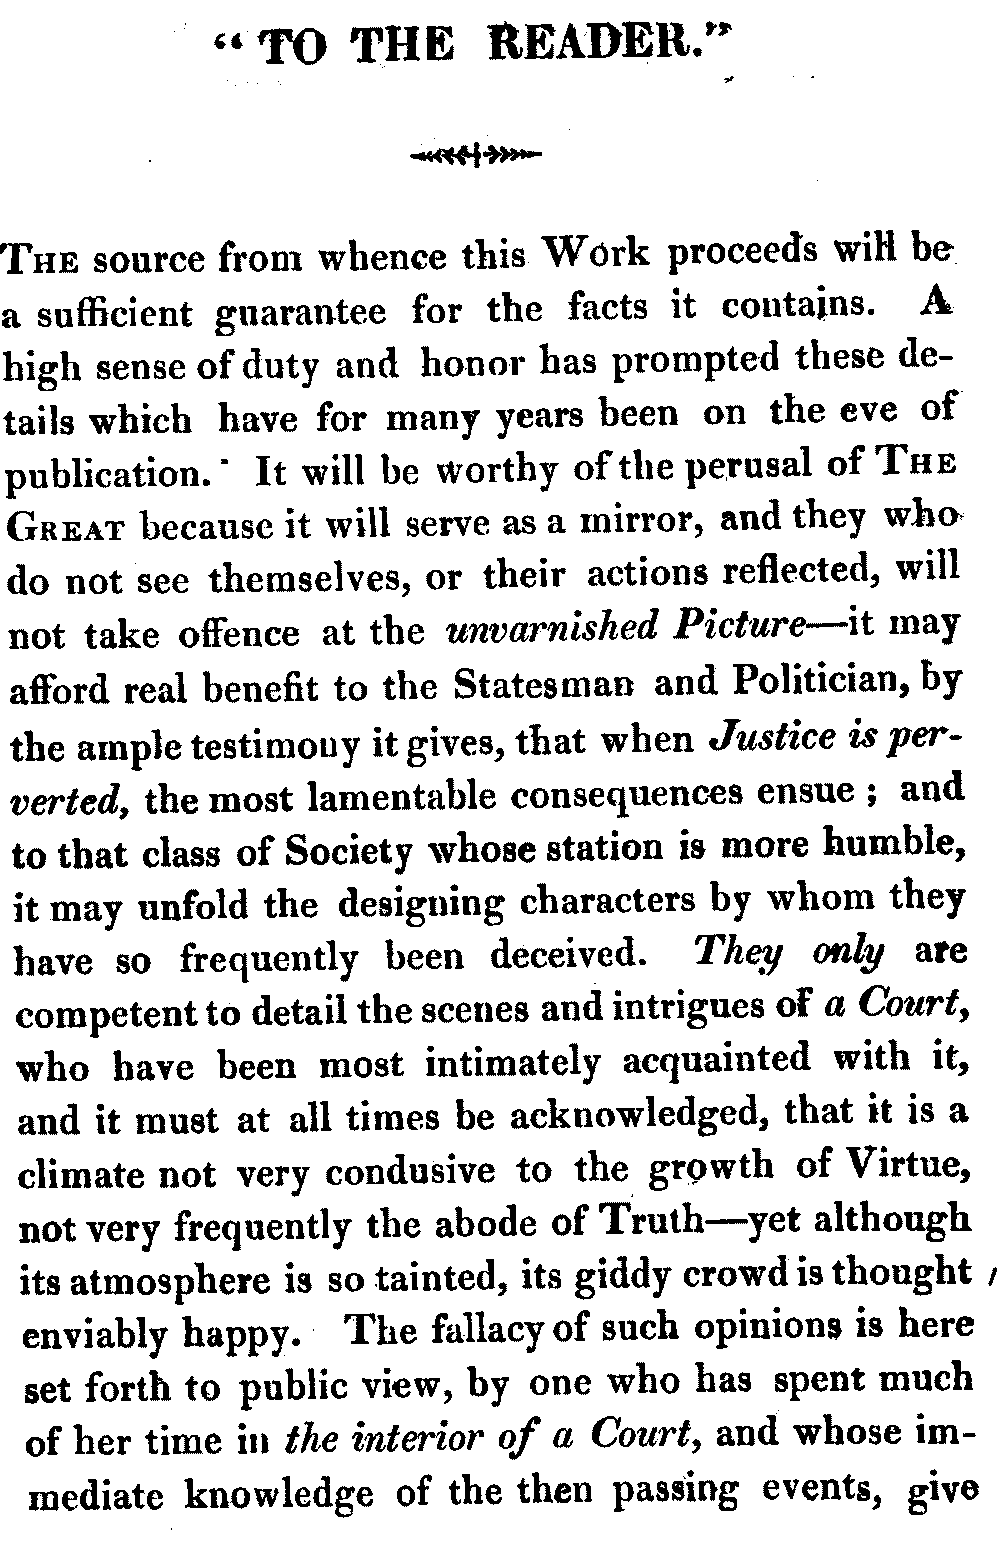 “ TO THE READER.”
THE source from whence this Work proceeds will be
a sufficient guarantee for the facts it contains. A
high sense of duty and honor has prompted these de-
tails which have for many years been on the eve of
publication. It will be worthy of the perusal of THE
GREAT because it will serve as a mirror, and they who
do not see themselves, or their actions reflected, will
not take offence at the unvarnished Picture—it may
afford real benefit to the Statesman and Politician, by
the ample testimony it gives, that when Justice is per-
verted, the most lamentable consequences ensue ; and
to that class of Society whose station is more humble,
it may unfold the designing characters by whom they
have so frequently been deceived. They only are
competent to detail the scenes and intrigues of a Court,
who have been most intimately acquainted with it,
and it must at all times be acknowledged, that it is a
climate not very condusive to the growth of Virtue,
not very frequently the abode of Truth—yet although
its atmosphere is so tainted, its giddy crowd is thought
enviably happy. The fallacy of such opinions is here
set forth to public view, by one who has spent much
of her time in the interior of a Court, and whose im-
mediate knowledge of the then passing events, give